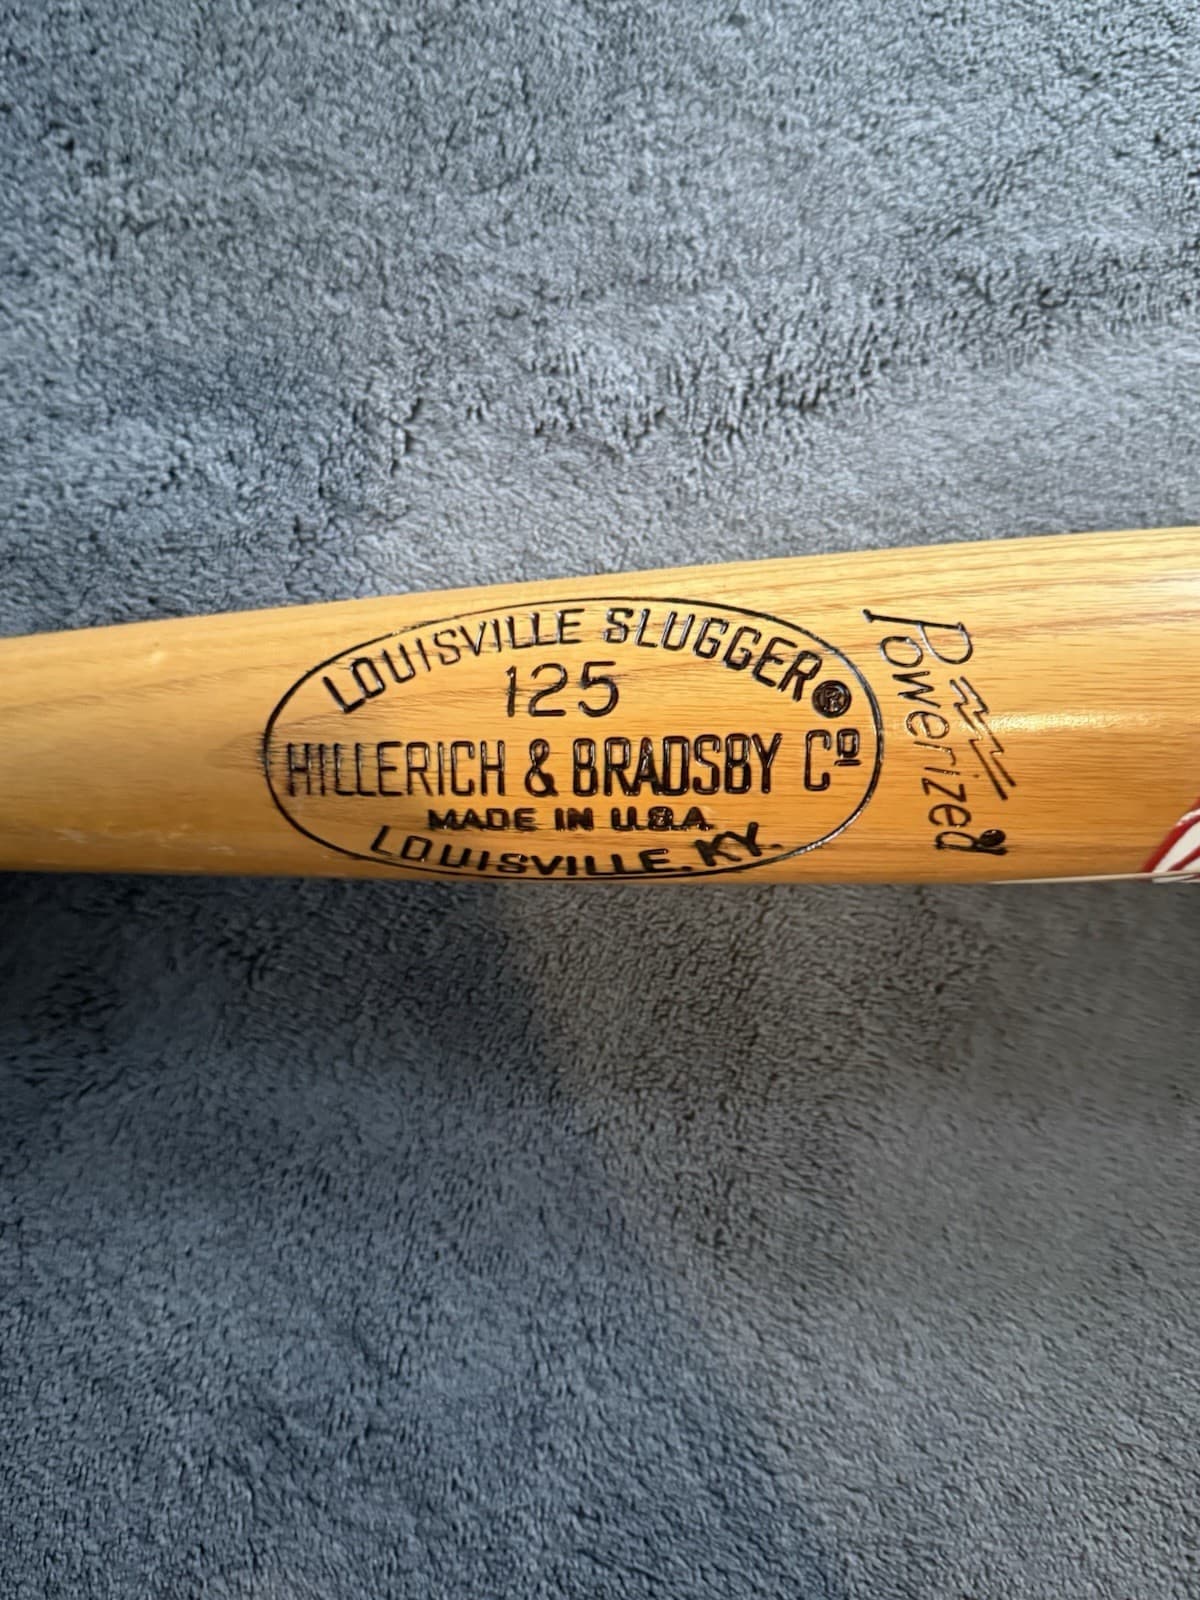 LOUISVILLE SLUGGER®
125
HILLERICH & BRADSBY Cº
MADE IN U.S.A.
LOUISVILLE, KY.
Powerized®